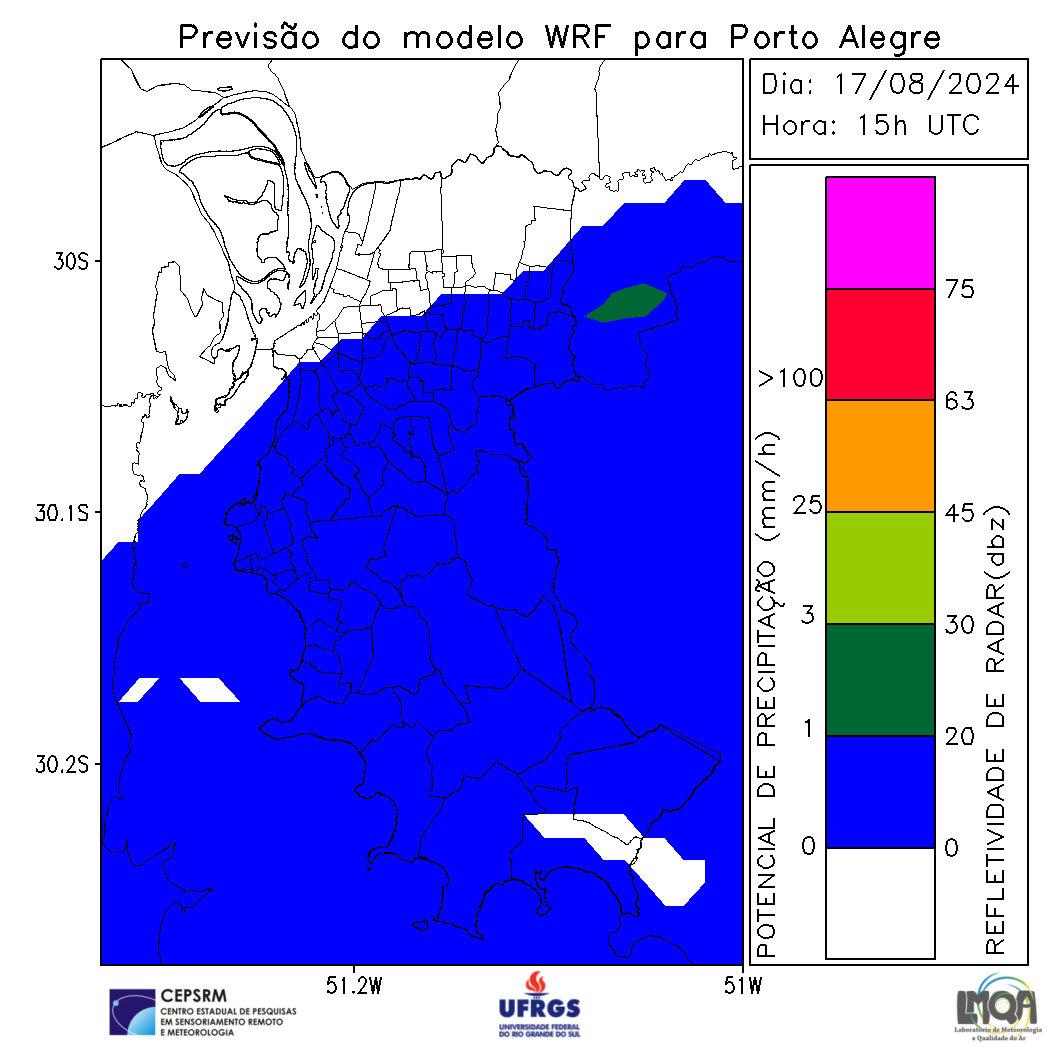 Previsão do modelo WRF para Porto Alegre
Dia: 17/08/2024
Hora: 15h UTC
30S
30.1S
30.2S
51.2W
51W
POTENCIAL DE PRECIPITAÇÃO (mm/h)
>100
25
3
1
0
75
63
45
30
20
0
REFLETIVIDADE DE RADAR(dbz)
CEPSRM
CENTRO ESTADUAL DE PESQUISAS
EM SENSORIAMENTO REMOTO
E METEOROLOGIA
UFRGS
UNIVERSIDADE FEDERAL
DO RIO GRANDE DO SUL
LMQA
Laboratório de Meteorologia
e Qualidade do Ar